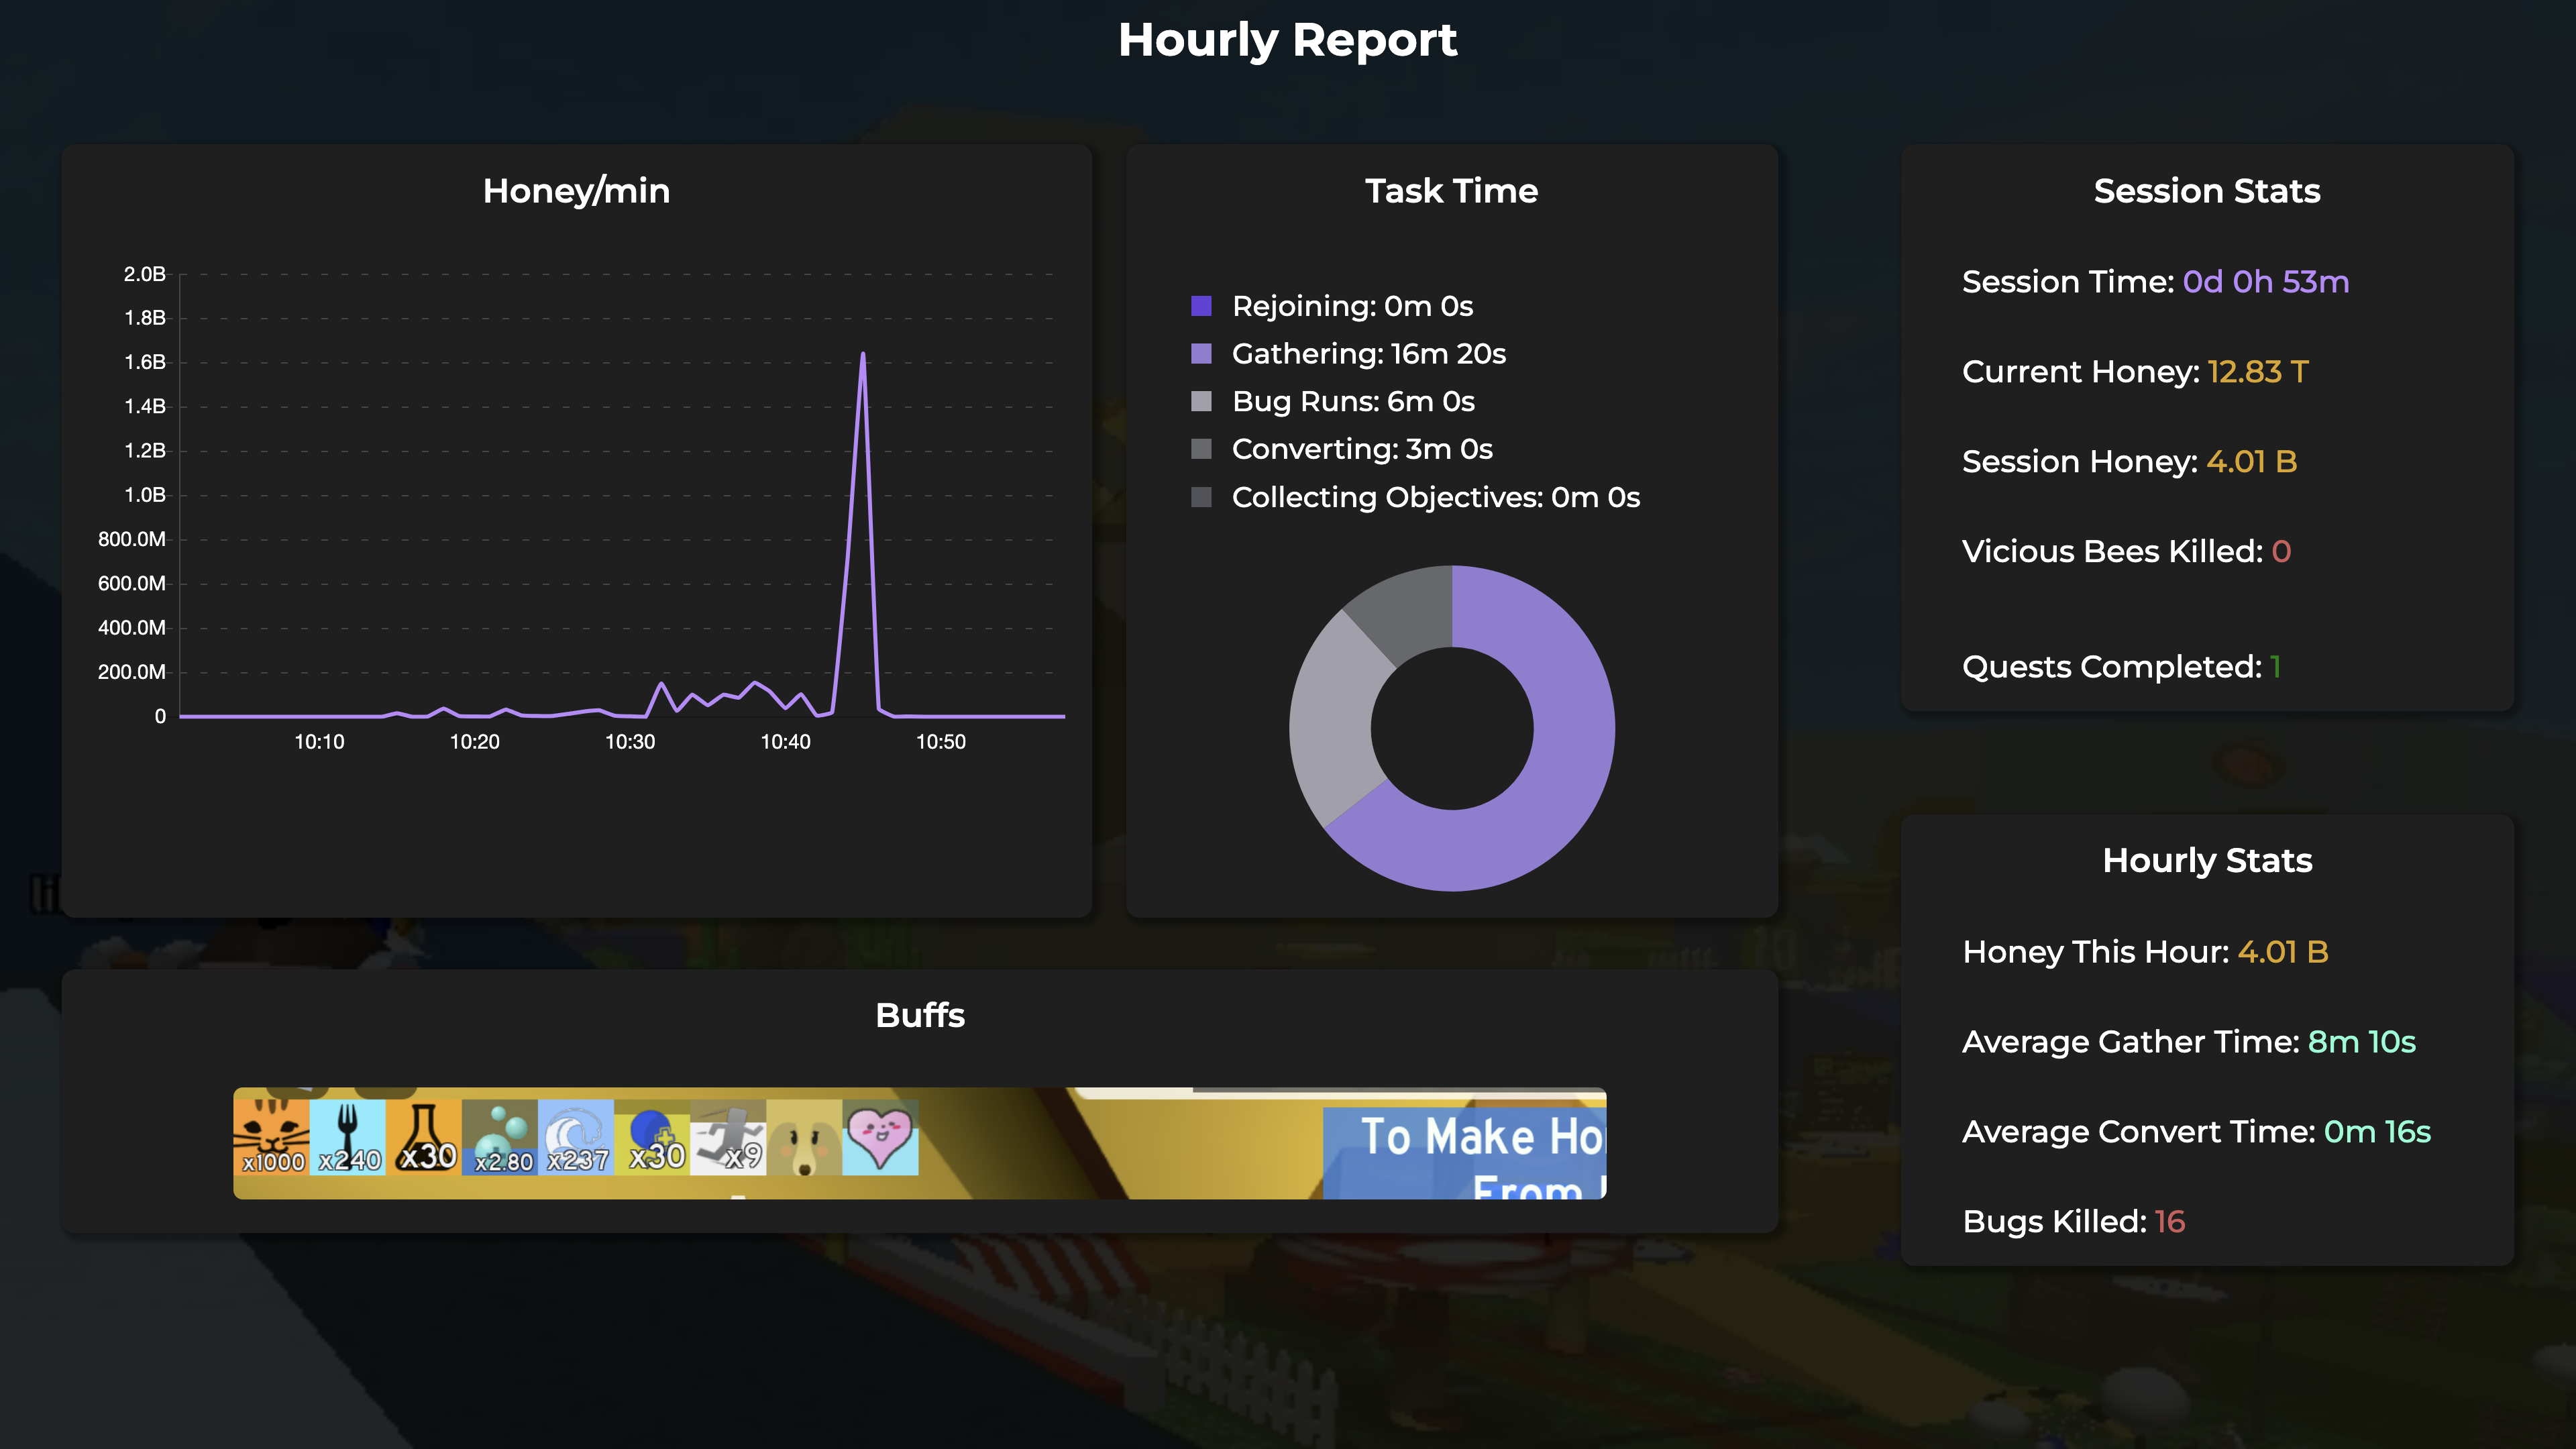 Hourly Report
Honey/min
2.0B
1.8B
1.6B
1.4B
1.2B
1.0B
800.0M
600.0M
400.0M
200.0M
0
10:10 10:20 10:30 10:40 10:50
Task Time
Rejoining: 0m 0s
Gathering: 16m 20s
Bug Runs: 6m 0s
Converting: 3m 0s
Collecting Objectives: 0m 0s
Session Stats
Session Time: 0d 0h 53m
Current Honey: 12.83 T
Session Honey: 4.01 B
Vicious Bees Killed: 0
Quests Completed: 1
Buffs
x1000 x240 x30 x2.80 x237 x30 x9
To Make Ho
From
Hourly Stats
Honey This Hour: 4.01 B
Average Gather Time: 8m 10s
Average Convert Time: 0m 16s
Bugs Killed: 16